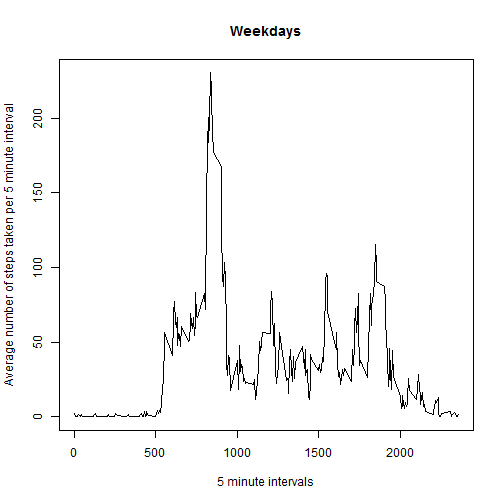 Weekdays
Average number of steps taken per 5 minute interval
200
150
100
50
0
0 500 1000 1500 2000
5 minute intervals